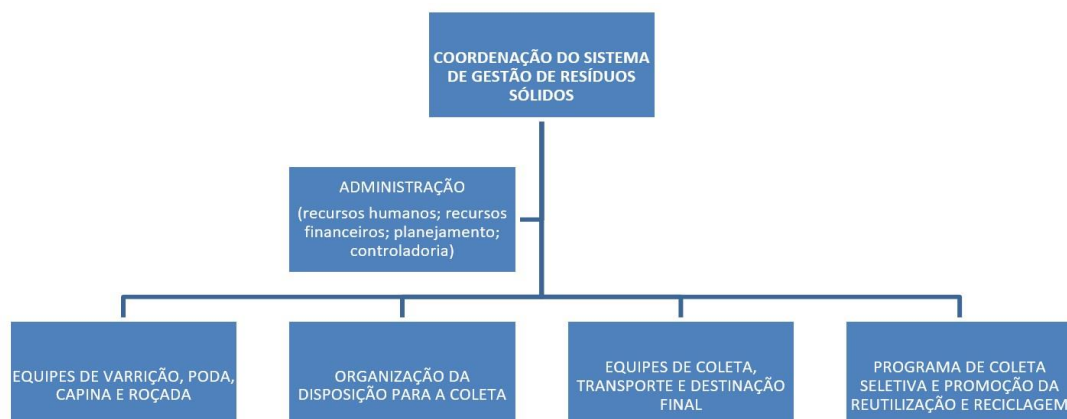 COORDENAÇÃO DO SISTEMA
DE GESTÃO DE RESÍDUOS
SÓLIDOS
ADMINISTRAÇÃO
(recursos humanos; recursos
financeiros; planejamento;
controladoria)
EQUIPES DE VARRIÇÃO, PODA,
CAPINA E ROÇADA
ORGANIZAÇÃO DA
DISPOSIÇÃO PARA A COLETA
EQUIPES DE COLETA,
TRANSPORTE E DESTINAÇÃO
FINAL
PROGRAMA DE COLETA
SELETIVA E PROMOÇÃO DA
REUTILIZAÇÃO E RECICLAGEM